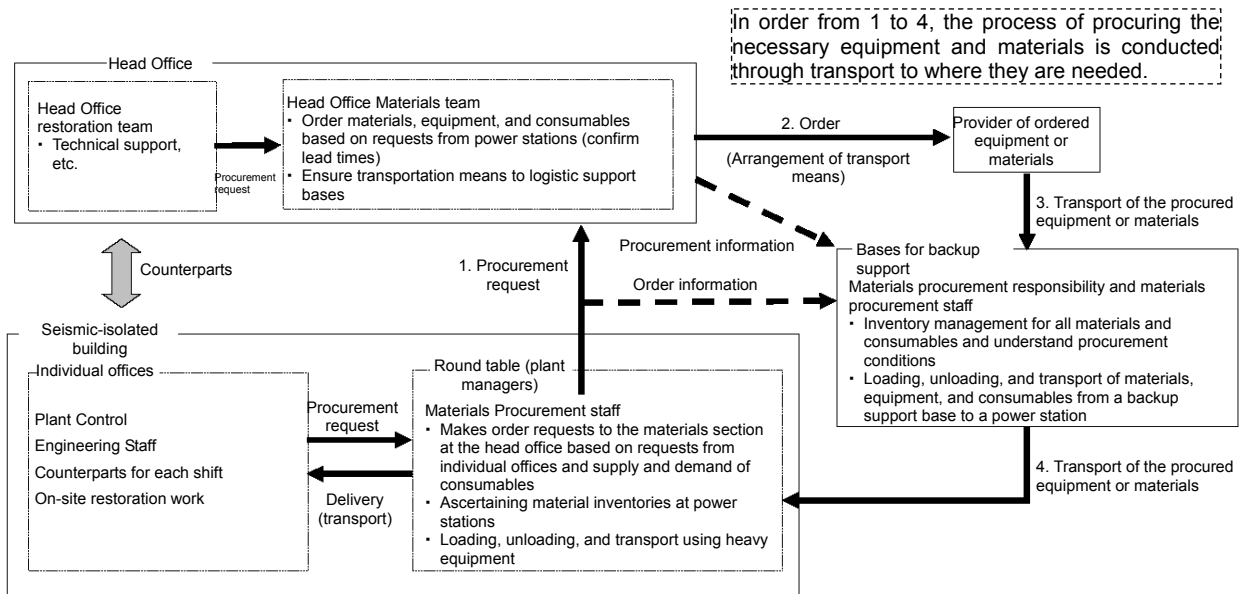 In order from 1 to 4, the process of procuring the
necessary equipment and materials is conducted
through transport to where they are needed.
Head Office
Head Office
restoration team
▪ Technical support,
etc.
Procurement
request
Head Office Materials team
▪ Order materials, equipment, and consumables
based on requests from power stations (confirm
lead times)
▪ Ensure transportation means to logistic support
bases
2. Order
(Arrangement of transport
means)
Provider of ordered
equipment or
materials
3. Transport of the procured
equipment or materials
Counterparts
1. Procurement
request
Procurement information
Order information
Bases for backup
support
Materials procurement responsibility and materials
procurement staff
▪ Inventory management for all materials and
consumables and understand procurement
conditions
▪ Loading, unloading, and transport of materials,
equipment, and consumables from a backup
support base to a power station
Seismic-isolated
building
Individual offices
Plant Control
Engineering Staff
Counterparts for each shift
On-site restoration work
Procurement
request
Delivery
(transport)
Round table (plant
managers)
Materials Procurement staff
▪ Makes order requests to the materials section
at the head office based on requests from
individual offices and supply and demand of
consumables
▪ Ascertaining material inventories at power
stations
▪ Loading, unloading, and transport using heavy
equipment
4. Transport of the procured
equipment or materials